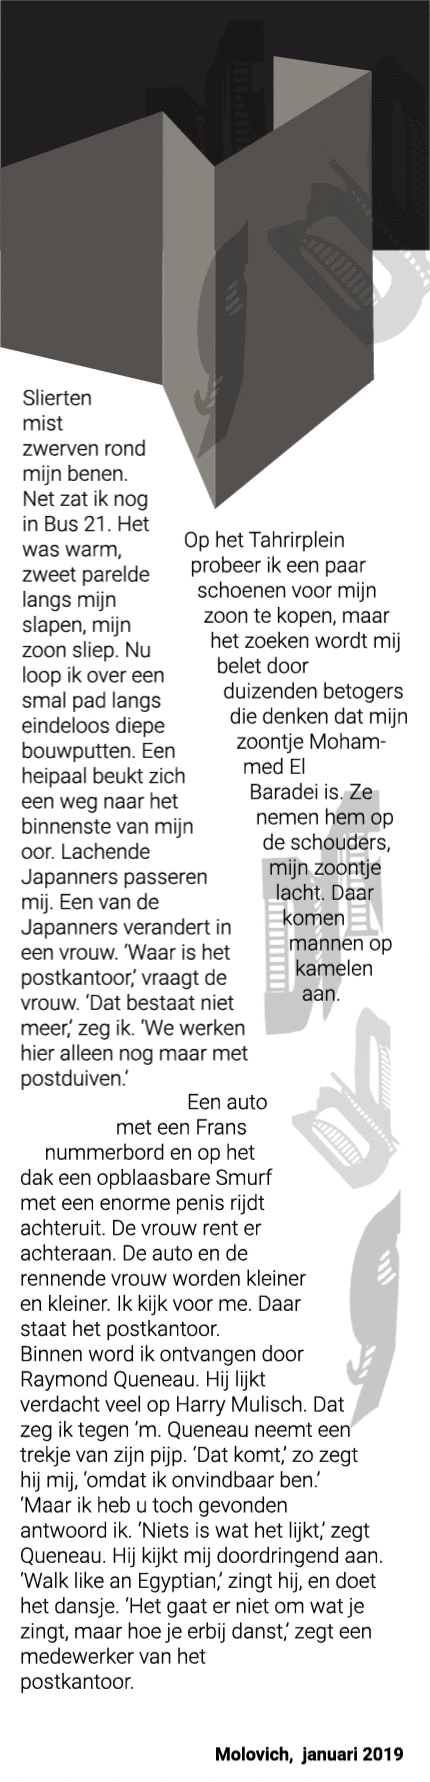 Slierten
mist
zwerven rond
mijn benen.
Net zat ik nog
in Bus 21. Het
was warm,
zweet parelde
langs mijn
slapen, mijn
zoon sliep. Nu
loop ik over een
smal pad langs
eindeloos diepe
bouwputten. Een
heipaal beukt zich
een weg naar het
binnenste van mijn
oor. Lachende
Japanners passeren
mij. Een van de
Japanners verandert in
een vrouw. ‘Waar is het
postkantoor,’ vraagt de
vrouw. ‘Dat bestaat niet
meer,’ zeg ik. ‘We werken
hier alleen nog maar met
postduiven.’
Op het Tahrirplein
probeer ik een paar
schoenen voor mijn
zoon te kopen, maar
het zoeken wordt mij
belet door
duizenden betogers
die denken dat mijn
zoontje Moham-
med El
Baradei is. Ze
nemen hem op
de schouders,
mijn zoontje
lacht. Daar
komen
mannen op
kamelen
aan.
Een auto
met een Frans
nummerbord en op het
dak een opblaasbare Smurf
met een enorme penis rijdt
achteruit. De vrouw rent er
achteraan. De auto en de
rennende vrouw worden kleiner
en kleiner. Ik kijk voor me. Daar
staat het postkantoor.
Binnen word ik ontvangen door
Raymond Queneau. Hij lijkt
verdacht veel op Harry Mulisch. Dat
zeg ik tegen ’m. Queneau neemt een
trekje van zijn pijp. ‘Dat komt,’ zo zegt
hij mij, ‘omdat ik onvindbaar ben.’
‘Maar ik heb u toch gevonden
antwoord ik. ‘Niets is wat het lijkt,’ zegt
Queneau. Hij kijkt mij doordringend aan.
‘Walk like an Egyptian,’ zingt hij, en doet
het dansje. ‘Het gaat er niet om wat je
zingt, maar hoe je erbij danst,’ zegt een
medewerker van het
postkantoor.
Molovich, januari 2019